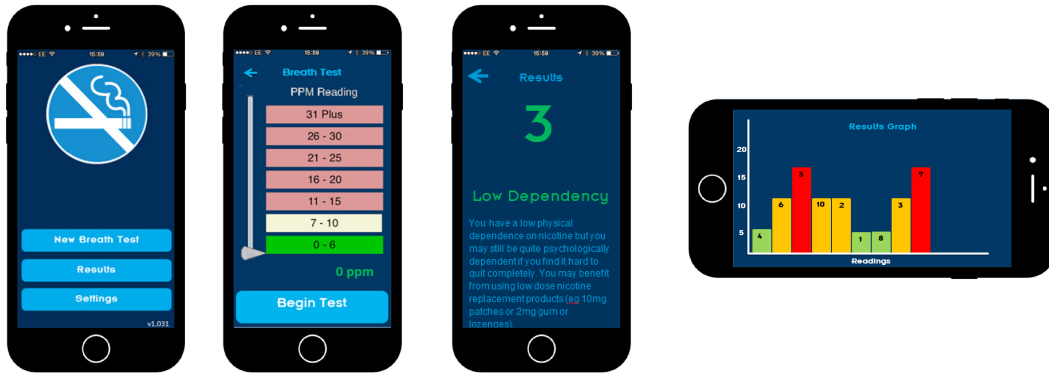 EE 15:59 39%
New Breath Test
Results
Settings
v1.031
EE 15:59 39%
Breath Test
PPM Reading
31 Plus
26 - 30
21 - 25
16 - 20
11 - 15
7 - 10
0 - 6
0 ppm
Begin Test
EE 15:59 39%
Results
3
Low Dependency
You have a low physical
dependence on nicotine but you
may still be quite psychologically
dependent if you find it hard to
quit completely. You may benefit
from using low dose nicotine
replacement products (eg 10mg
patches or 2mg gum or
lozenges)
Results Graph
20
15
10
5
4
6
3
10
2
1
8
3
7
Readings